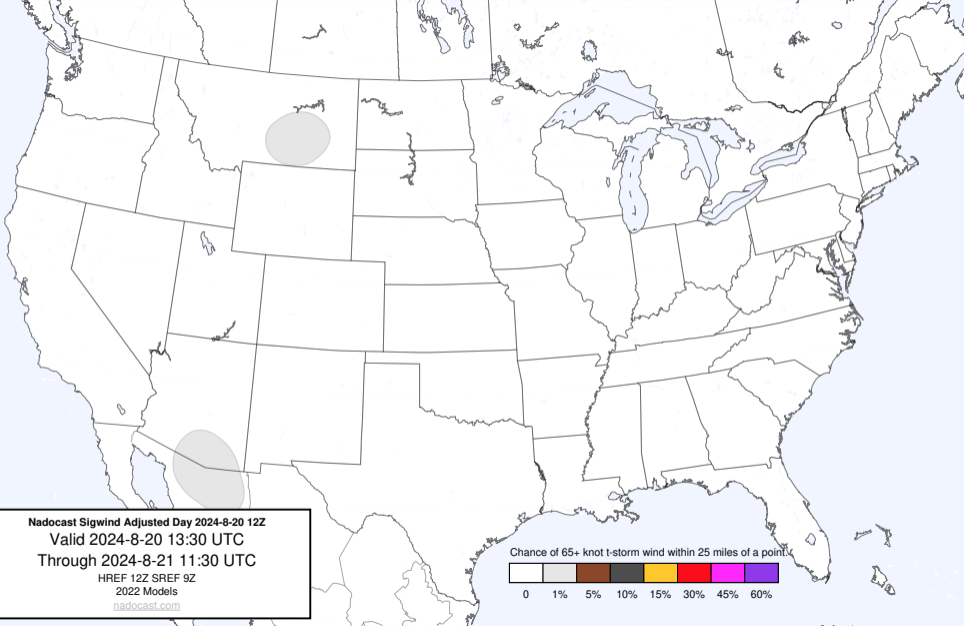 Nadocast Sigwind Adjusted Day 2024-8-20 12Z
Valid 2024-8-20 13:30 UTC
Through 2024-8-21 11:30 UTC
HREF 12Z SREF 9Z
2022 Models
nadocast.com
Chance of 65+ knot t-storm wind within 25 miles of a point.
0 1% 5% 10% 15% 30% 45% 60%